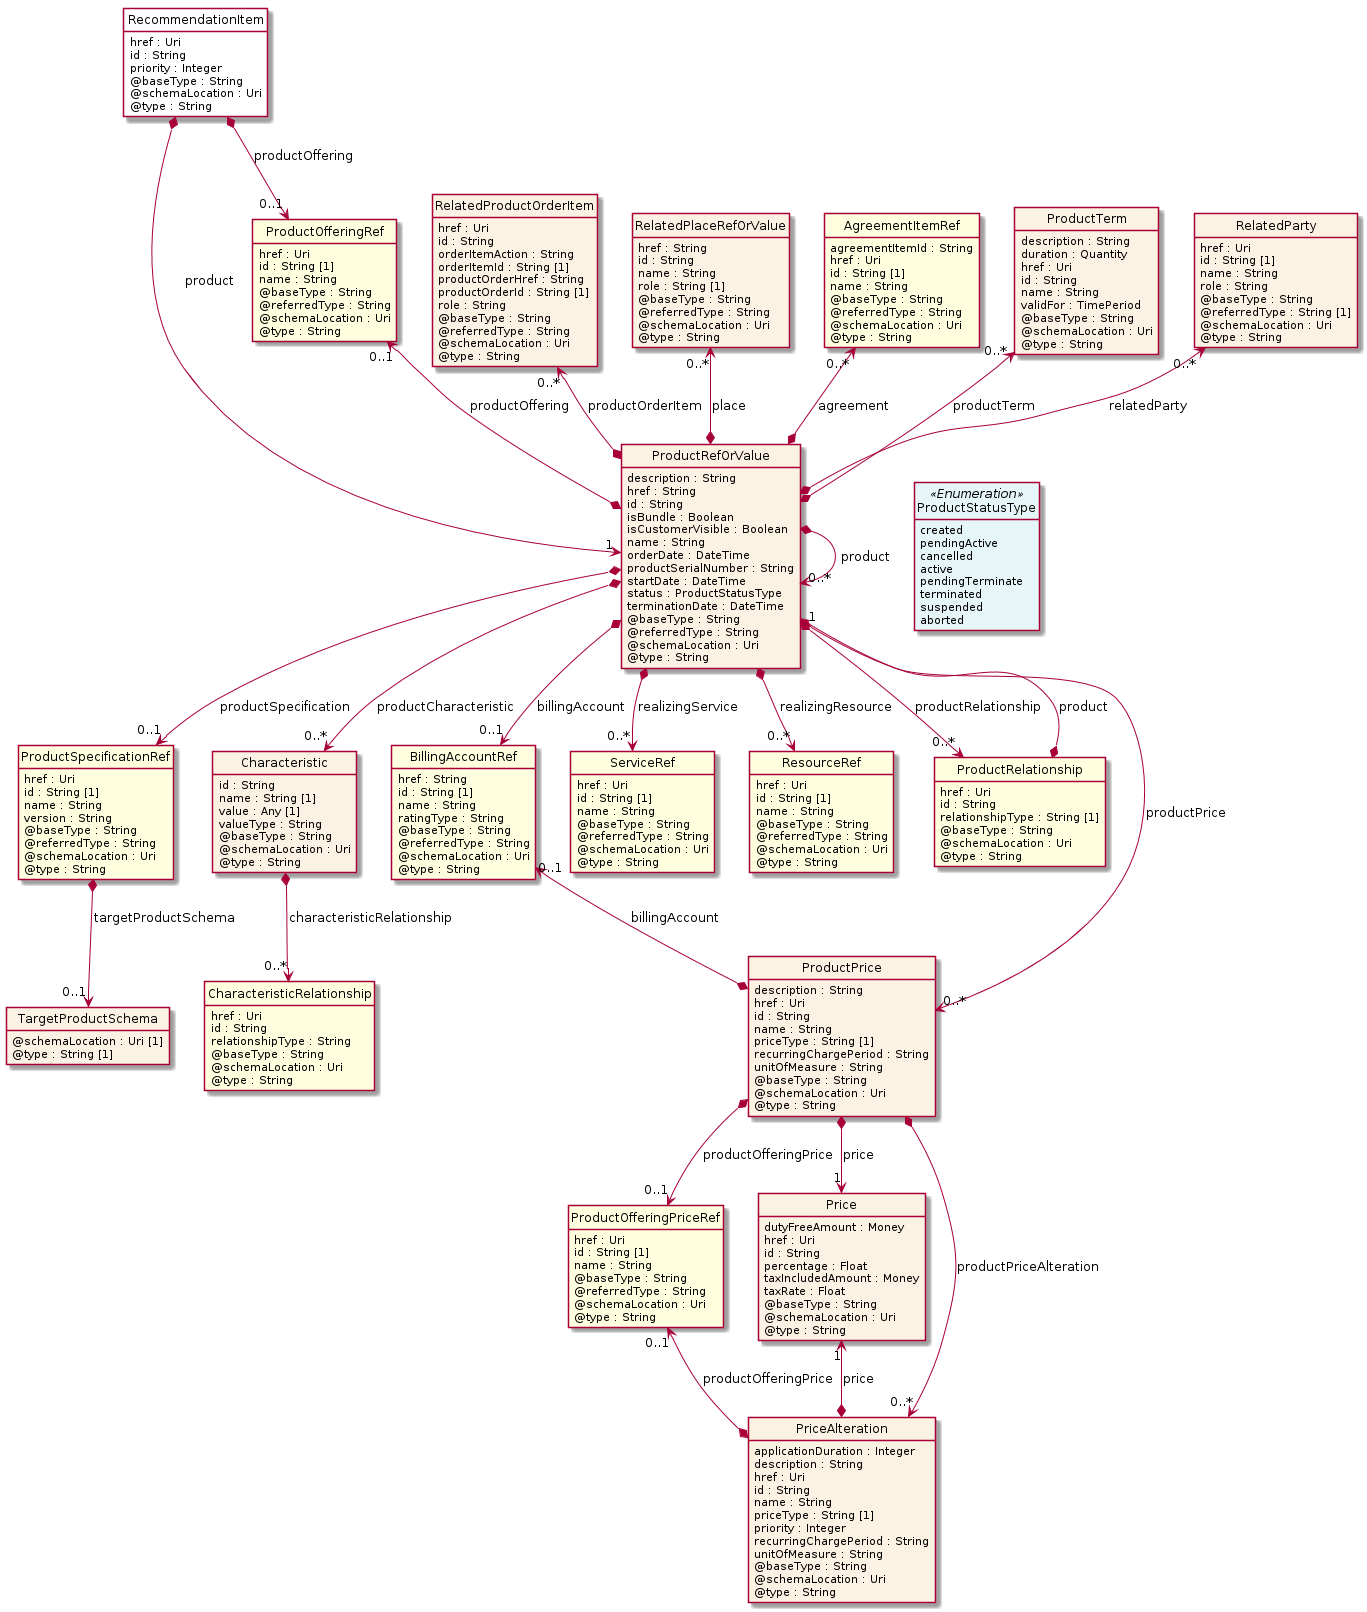 RecommendationItem
href : Uri
id : String
priority : Integer
@baseType : String
@schemaLocation : Uri
@type : String
productOffering
0..1
product
1
ProductOfferingRef
href : Uri
id : String [1]
name : String
@baseType : String
@referredType : String
@schemaLocation : Uri
@type : String
0..1
productOffering
RelatedProductOrderItem
href : Uri
id : String
orderItemAction : String
orderItemId : String [1]
productOrderHref : String
productOrderId : String [1]
role : String
@baseType : String
@referredType : String
@schemaLocation : Uri
@type : String
0..*
productOrderItem
RelatedPlaceRefOrValue
href : String
id : String
name : String
role : String [1]
@baseType : String
@referredType : String
@schemaLocation : Uri
@type : String
0..*
place
AgreementItemRef
agreementItemId : String
href : Uri
id : String [1]
name : String
@baseType : String
@referredType : String
@schemaLocation : Uri
@type : String
0..*
agreement
ProductTerm
description : String
duration : Quantity
href : Uri
id : String
name : String
validFor : TimePeriod
@baseType : String
@schemaLocation : Uri
@type : String
0..*
productTerm
RelatedParty
href : Uri
id : String [1]
name : String
role : String
@baseType : String
@referredType : String [1]
@schemaLocation : Uri
@type : String
0..*
relatedParty
ProductRefOrValue
description : String
href : String
id : String
isBundle : Boolean
isCustomerVisible : Boolean
name : String
orderDate : DateTime
productSerialNumber : String
startDate : DateTime
status : ProductStatusType
terminationDate : DateTime
@baseType : String
@referredType : String
@schemaLocation : Uri
@type : String
product
0..*
1
«Enumeration»
ProductStatusType
created
pendingActive
cancelled
active
pendingTerminate
terminated
suspended
aborted
productSpecification
0..1
productCharacteristic
0..*
billingAccount
0..1
realizingService
0..*
realizingResource
0..*
productRelationship
0..*
product
productPrice
0..*
ProductSpecificationRef
href : Uri
id : String [1]
name : String
version : String
@baseType : String
@referredType : String
@schemaLocation : Uri
@type : String
Characteristic
id : String
name : String [1]
value : Any [1]
valueType : String
@baseType : String
@schemaLocation : Uri
@type : String
BillingAccountRef
href : String
id : String [1]
name : String
ratingType : String
@baseType : String
@referredType : String
@schemaLocation : Uri
@type : String
ServiceRef
href : Uri
id : String [1]
name : String
@baseType : String
@referredType : String
@schemaLocation : Uri
@type : String
ResourceRef
href : Uri
id : String [1]
name : String
@baseType : String
@referredType : String
@schemaLocation : Uri
@type : String
ProductRelationship
href : Uri
id : String
relationshipType : String [1]
@baseType : String
@schemaLocation : Uri
@type : String
0..1
billingAccount
targetProductSchema
0..1
characteristicRelationship
0..*
TargetProductSchema
@schemaLocation : Uri [1]
@type : String [1]
CharacteristicRelationship
href : Uri
id : String
relationshipType : String
@baseType : String
@schemaLocation : Uri
@type : String
ProductPrice
description : String
href : Uri
id : String
name : String
priceType : String [1]
recurringChargePeriod : String
unitOfMeasure : String
@baseType : String
@schemaLocation : Uri
@type : String
productOfferingPrice
0..1
price
1
productPriceAlteration
0..*
ProductOfferingPriceRef
href : Uri
id : String [1]
name : String
@baseType : String
@referredType : String
@schemaLocation : Uri
@type : String
Price
dutyFreeAmount : Money
href : Uri
id : String
percentage : Float
taxIncludedAmount : Money
taxRate : Float
@baseType : String
@schemaLocation : Uri
@type : String
0..1
productOfferingPrice
1
price
PriceAlteration
applicationDuration : Integer
description : String
href : Uri
id : String
name : String
priceType : String [1]
priority : Integer
recurringChargePeriod : String
unitOfMeasure : String
@baseType : String
@schemaLocation : Uri
@type : String